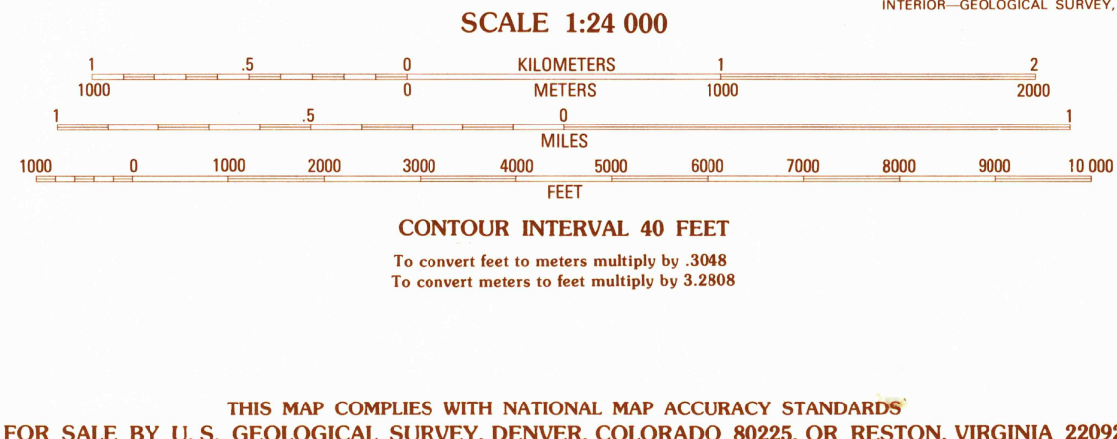 INTERIOR—GEOLOGICAL SURVEY,
SCALE 1:24 000
1 .5 0 KILOMETERS 1 2
1000 0 METERS 1000 2000
1 .5 0 1
MILES
1000 0 1000 2000 3000 4000 5000 6000 7000 8000 9000 10 000
FEET
CONTOUR INTERVAL 40 FEET
To convert feet to meters multiply by .3048
To convert meters to feet multiply by 3.2808
THIS MAP COMPLIES WITH NATIONAL MAP ACCURACY STANDARDS
FOR SALE BY U. S. GEOLOGICAL SURVEY, DENVER, COLORADO 80225, OR RESTON, VIRGINIA 2209